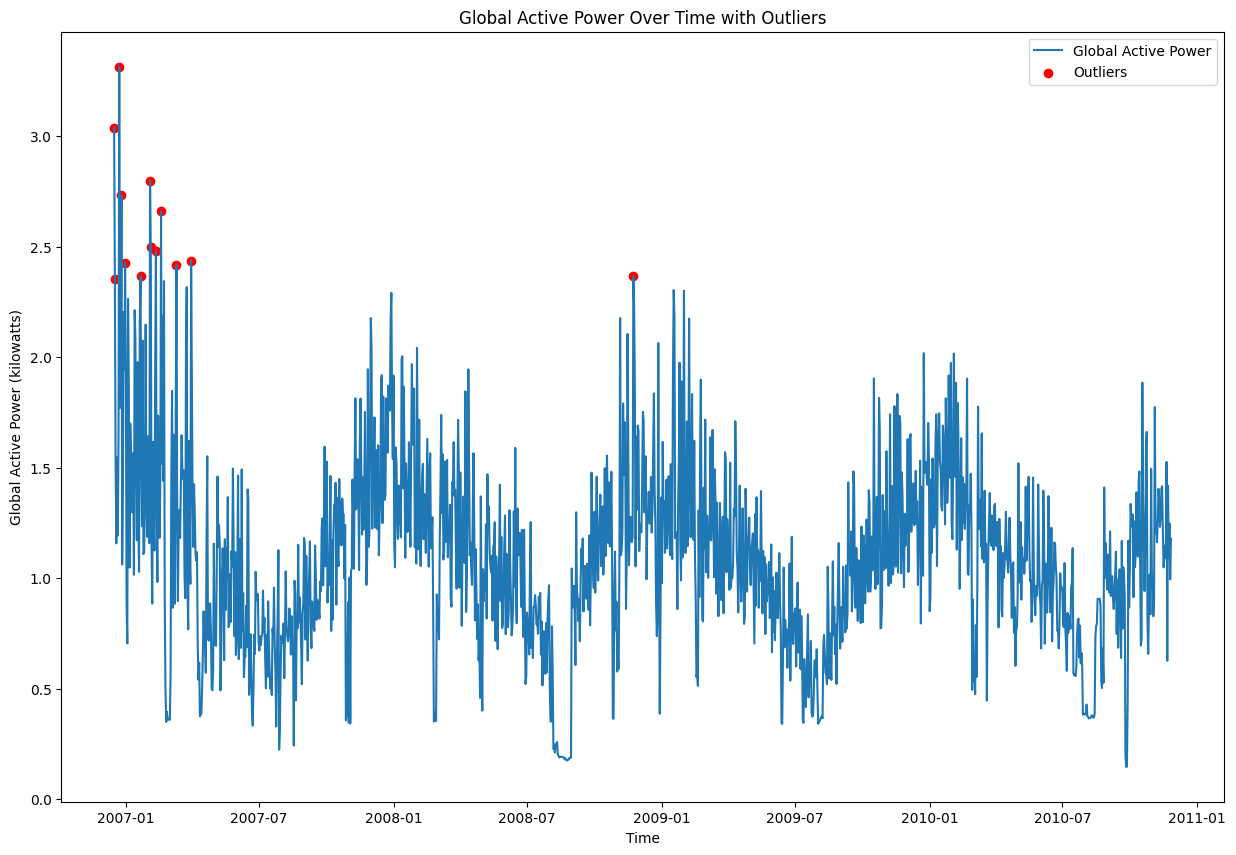 Global Active Power Over Time with Outliers
Global Active Power
Outliers
Global Active Power (kilowatts)
3.0
2.5
2.0
1.5
1.0
0.5
0.0
2007-01 2007-07 2008-01 2008-07 2009-01 2009-07 2010-01 2010-07 2011-01
Time